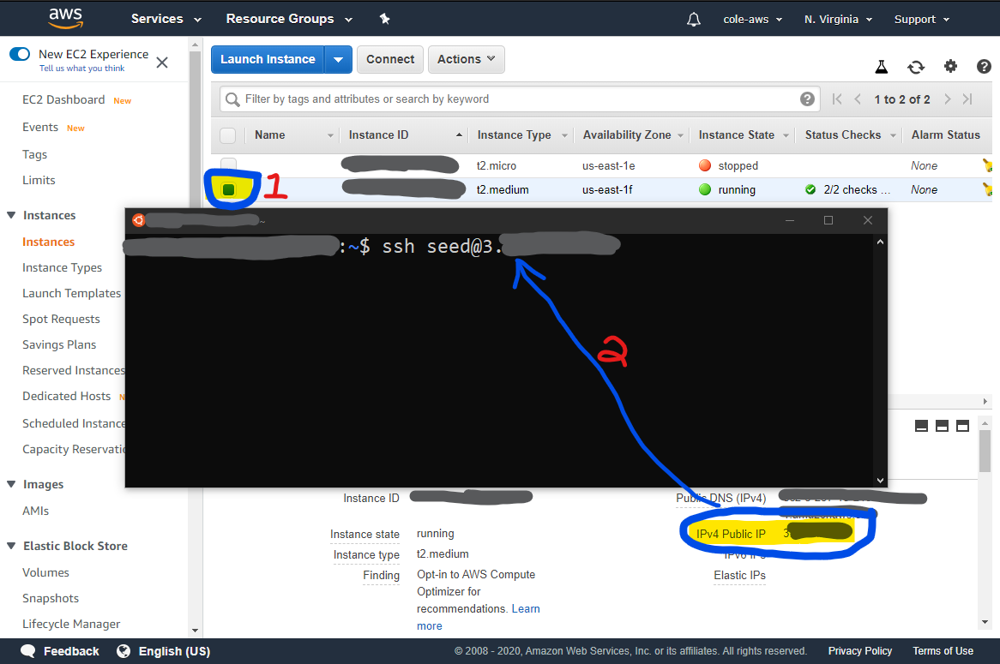 aws
Services
Resource Groups
cole-aws
N. Virginia
Support
New EC2 Experience
Tell us what you think
EC2 Dashboard New
Events New
Tags
Limits
Instances
Instances
Instance Types
Launch Templates
Spot Requests
Savings Plans
Reserved Instances
Dedicated Hosts N
Scheduled Instance
Capacity Reservatio
Images
AMIs
Elastic Block Store
Volumes
Snapshots
Lifecycle Manager
Launch Instance
Connect
Actions
Filter by tags and attributes or search by keyword
1 to 2 of 2
Name Instance ID Instance Type Availability Zone Instance State Status Checks Alarm Status
t2.micro us-east-1e stopped None
1
t2.medium us-east-1f running 2/2 checks ... None
~
:~$ ssh seed@3.
2
Instance ID
Instance state running
Instance type t2.medium
Finding Opt-in to AWS Compute
Optimizer for
recommendations. Learn
more
Public DNS (IPv4)
IPv4 Public IP 3
IPv6 IPs
Elastic IPs
Feedback
English (US)
© 2008 - 2020, Amazon Web Services, Inc. or its affiliates. All rights reserved.
Privacy Policy
Terms of Use